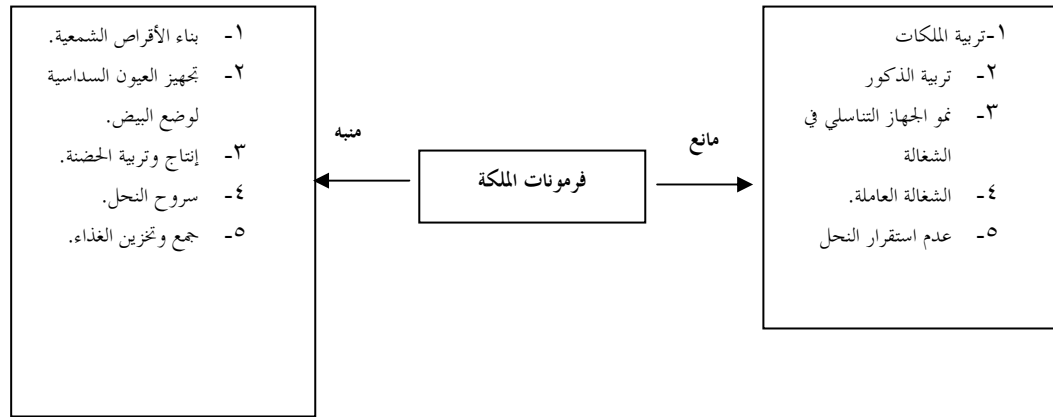 ١-تربية الملكات
٢- تربية الذكور
٣- نمو الجهاز التناسلي في
الشغالة
٤- الشغالة العاملة.
٥- عدم استقرار النحل
مانع
فرمونات الملكة
منبه
١- بناء الأقراص الشمعية.
٢- تجهيز العيون السداسية
لوضع البيض.
٣- إنتاج وتربية الحضنة.
٤- سروح النحل.
٥- جمع وتخزين الغذاء.